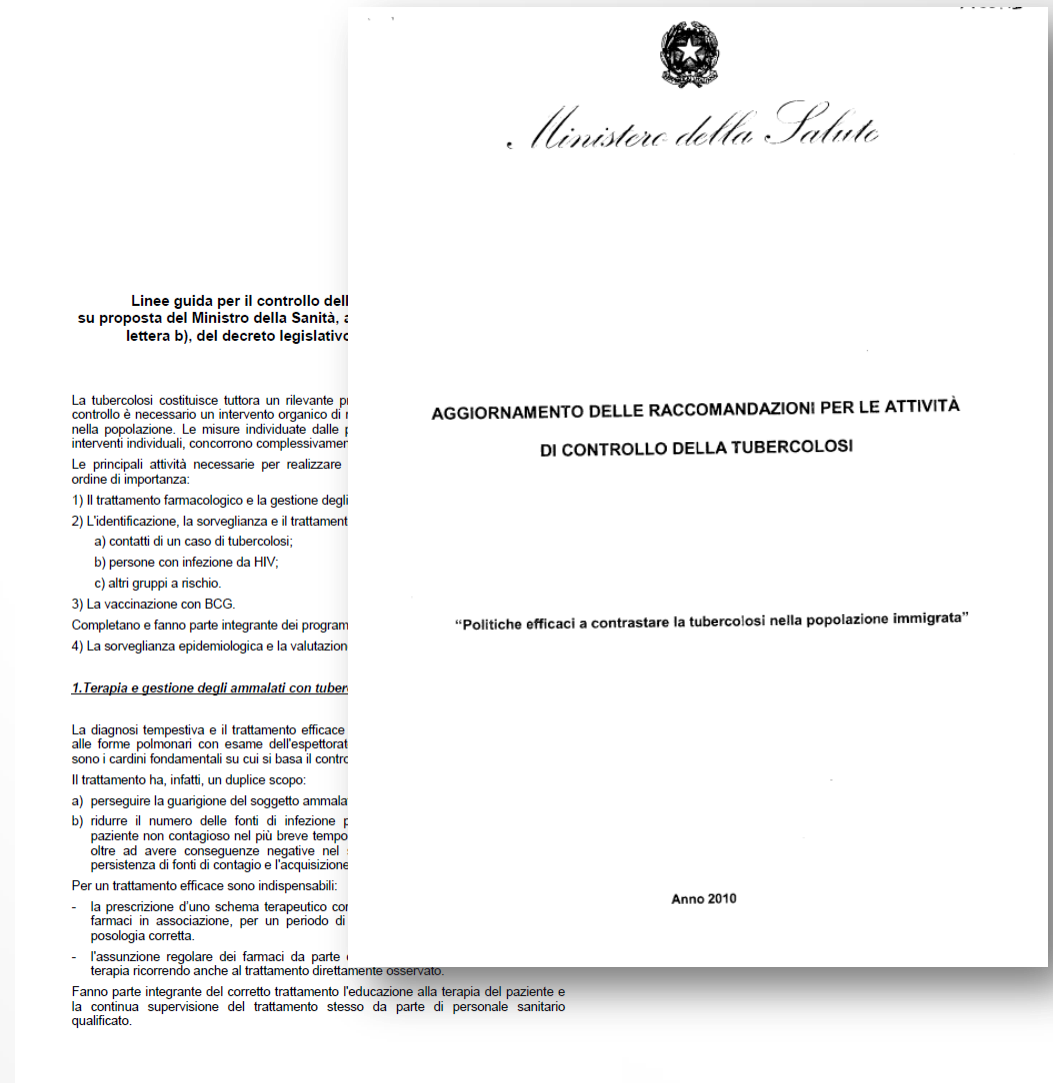 Ministero della Salute
AGGIORNAMENTO DELLE RACCOMANDAZIONI PER LE ATTIVITÀ
DI CONTROLLO DELLA TUBERCOLOSI
“Politiche efficaci a contrastare la tubercolosi nella popolazione immigrata”
Anno 2010
Linee guida per il controllo dell
su proposta del Ministro della Sanità, a
lettera b), del decreto legislativo
La tubercolosi costituisce tuttora un rilevante
controllo è necessario un intervento organico di
nella popolazione. Le misure individuate dalle
interventi individuali, concorrono
Le principali attività necessarie per realizzare
ordine di importanza:
1) Il trattamento farmacologico e la gestione degli
2) L'identificazione, la sorveglianza e il trattament
a) contatti di un caso di tubercolosi;
b) persone con infezione da HIV;
c) altri gruppi a rischio.
3) La vaccinazione con BCG.
Completano e fanno parte integrante dei program
4) La sorveglianza epidemiologica e la valutazion
1.Terapia e gestione degli ammalati con tuber
La diagnosi tempestiva e il trattamento efficace
alle forme polmonari con esame dell'espettorat
sono i cardini fondamentali su cui si basa il contro
Il trattamento ha, infatti, un duplice scopo:
a) perseguire la guarigione del soggetto ammala
b) ridurre il numero delle fonti di infezione p
paziente non contagioso nel più breve tempo
oltre ad avere conseguenze negative nel
persistenza di fonti di contagio e l'acquisizione
Per un trattamento efficace sono indispensabili:
- la prescrizione d'uno schema terapeutico cor
farmaci in associazione, per un periodo di
posologia corretta.
- l'assunzione regolare dei farmaci da parte
terapia ricorrendo anche al trattamento direttamente osservato.
Fanno parte integrante del corretto trattamento l'educazione alla terapia del paziente e
la continua supervisione del trattamento stesso da parte di personale sanitario
qualificato.